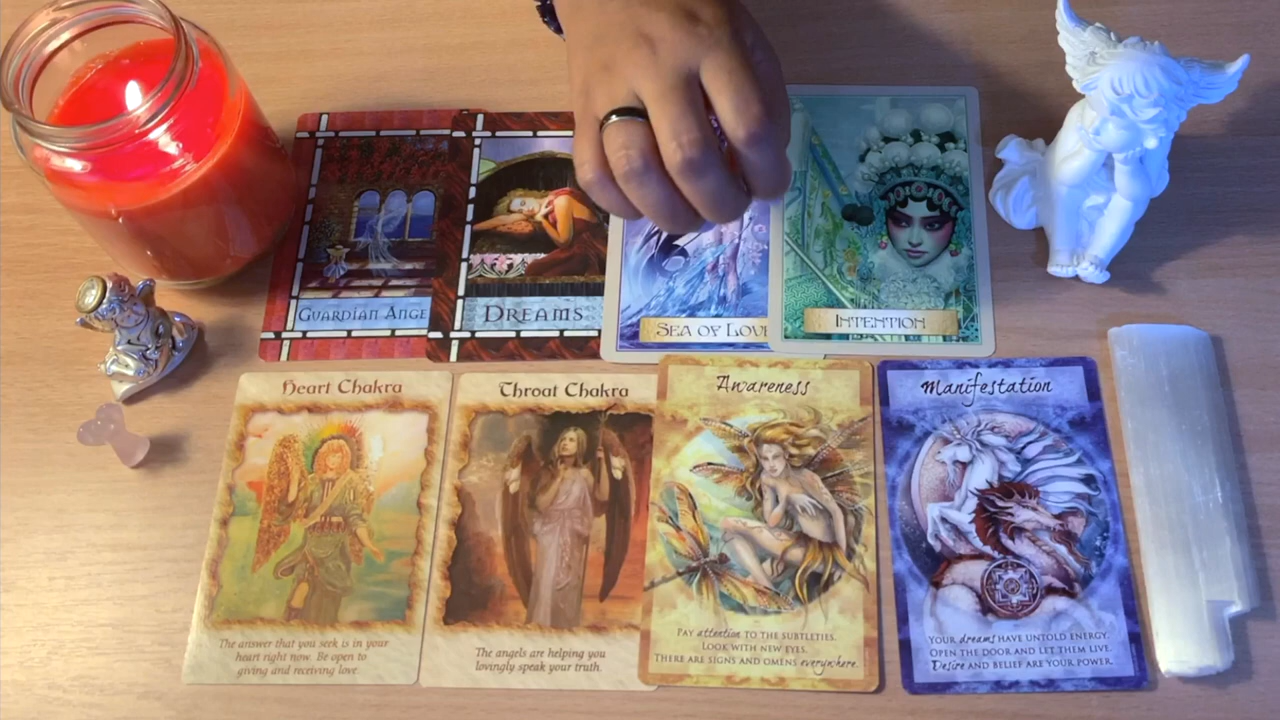 GUARDIAN ANGE
DREAMS
SEA OF LOVE
INTENTION
Heart Chakra
The answer that you seek is in your
heart right now. Be open to
giving and receiving love.
Throat Chakra
The angels are helping you
lovingly speak your truth.
Awareness
PAY attention TO THE SUBTLETIES.
LOOK WITH NEW EYES.
THERE ARE SIGNS AND OMENS everywhere.
Manifestation
YOUR dreams HAVE UNTOLD ENERGY.
OPEN THE DOOR AND LET THEM LIVE.
Desire AND BELIEF ARE YOUR POWER.